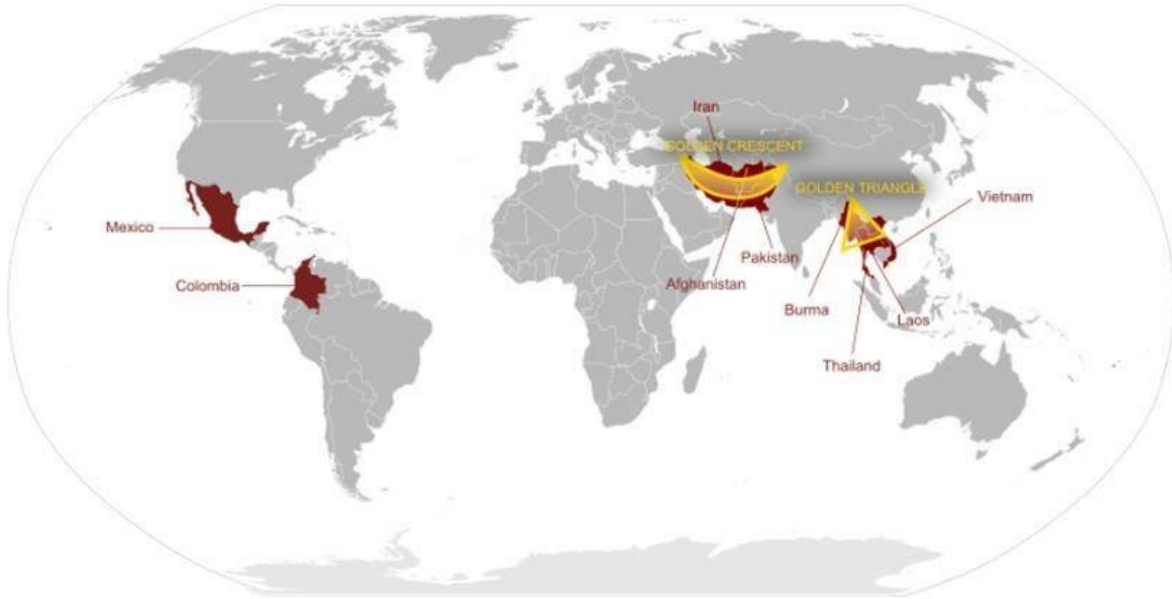 Iran
GOLDEN CRESCENT
GOLDEN TRIANGLE
Vietnam
Mexico
Pakistan
Colombia
Afghanistan
Burma
Laos
Thailand